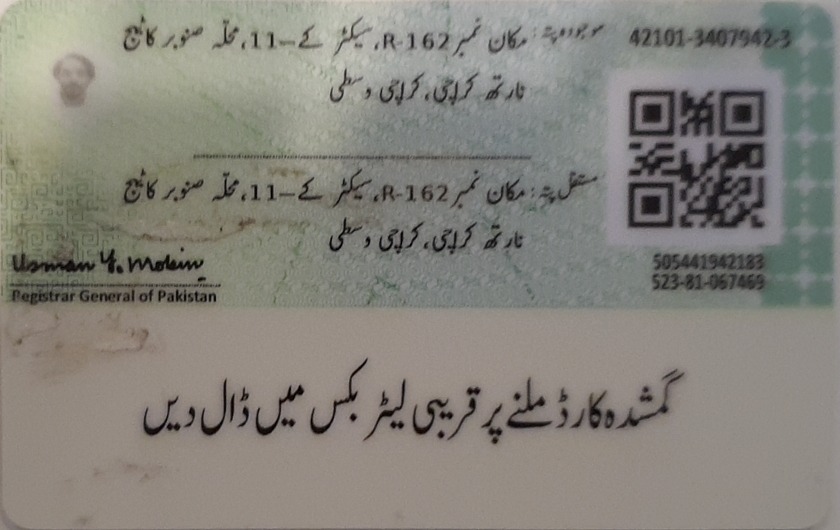 42101-3407942-3
موجودہ پتہ: مکان نمبر R-162، سیکٹر کے-11، محلّہ صنوبر کاٹیج
نارتھ کراچی، کراچی وسطی
مستقل پتہ: مکان نمبر R-162، سیکٹر کے-11، محلّہ صنوبر کاٹیج
نارتھ کراچی، کراچی وسطی
Usman Y. Mobin
Registrar General of Pakistan
505441942183
523-81-067469
گمشدہ کارڈ ملنے پر قریبی لیٹر بکس میں ڈال دیں